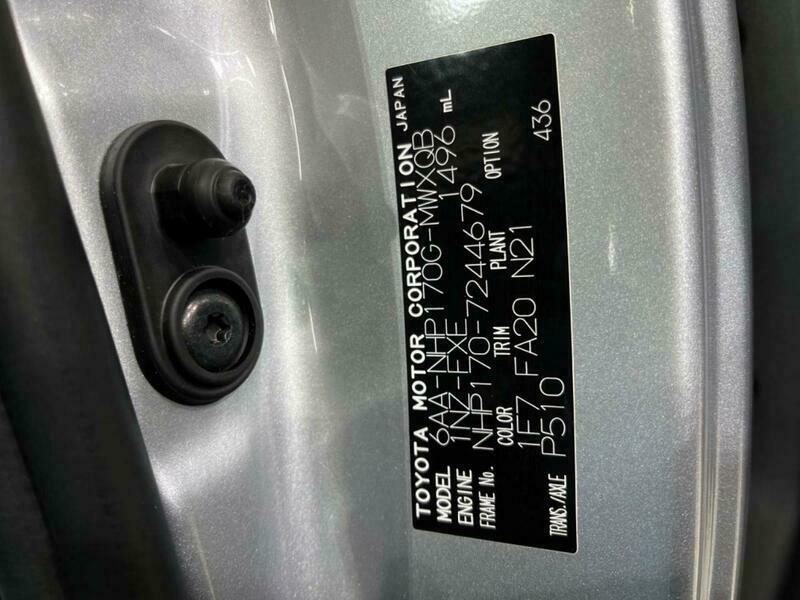 TOYOTA MOTOR CORPORATION JAPAN
MODEL 6AA-NHP170G-MWXQB
ENGINE 1NZ-FXE 1496 mL
FRAME No. NHP170-7244679
COLOR TRIM PLANT OPTION
1F7 FA20 N21 436
TRANS./AXLE P510